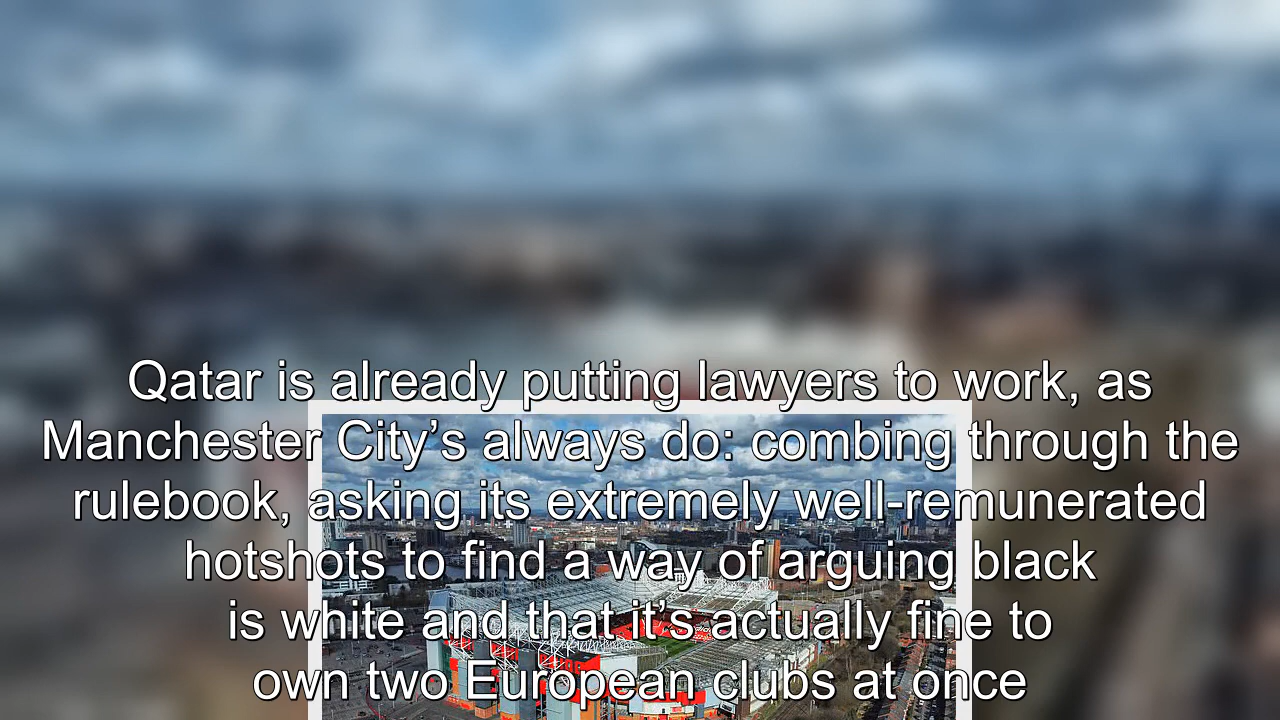 Qatar is already putting lawyers to work, as
Manchester City’s always do: combing through the
rulebook, asking its extremely well-remunerated
hotshots to find a way of arguing black
is white and that it’s actually fine to
own two European clubs at once